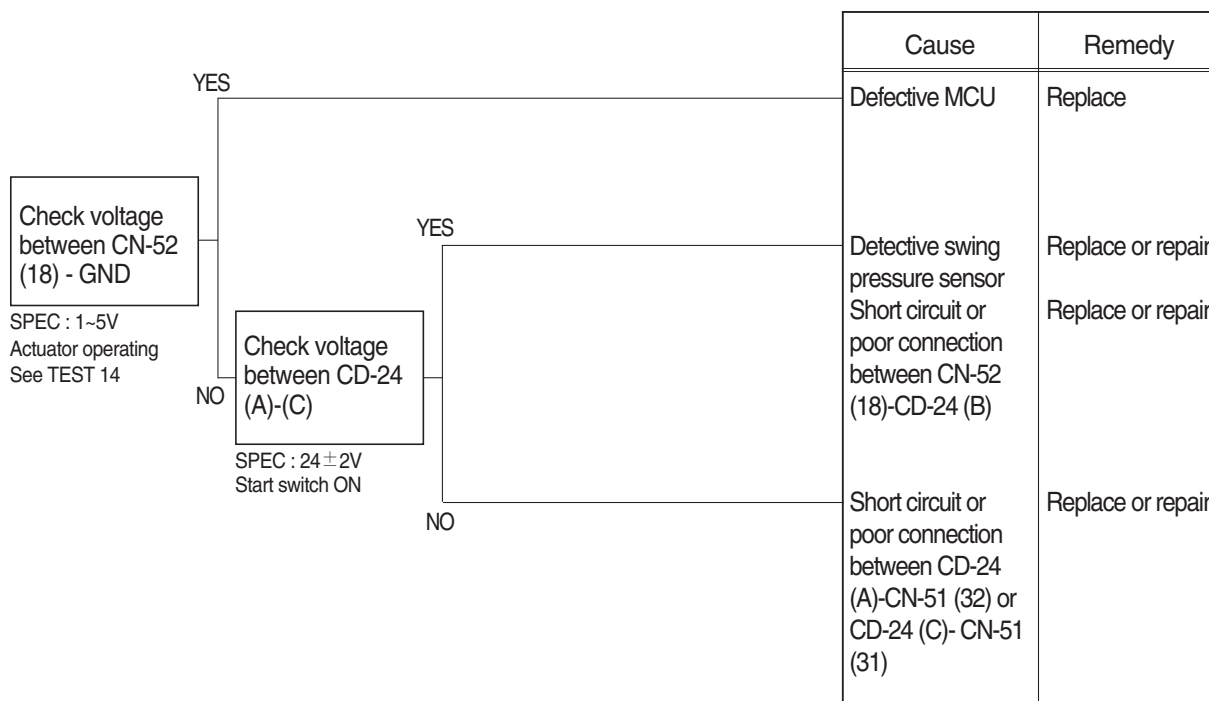 Cause Remedy
YES
Defective MCU Replace
Check voltage
between CN-52
(18) - GND
SPEC : 1~5V
Actuator operating
See TEST 14
YES
Detective swing Replace or repair
pressure sensor
Short circuit or Replace or repair
poor connection
between CN-52
(18)-CD-24 (B)
NO
Check voltage
between CD-24
(A)-(C)
SPEC : 24±2V
Start switch ON
NO
Short circuit or Replace or repair
poor connection
between CD-24
(A)-CN-51 (32) or
CD-24 (C)- CN-51
(31)